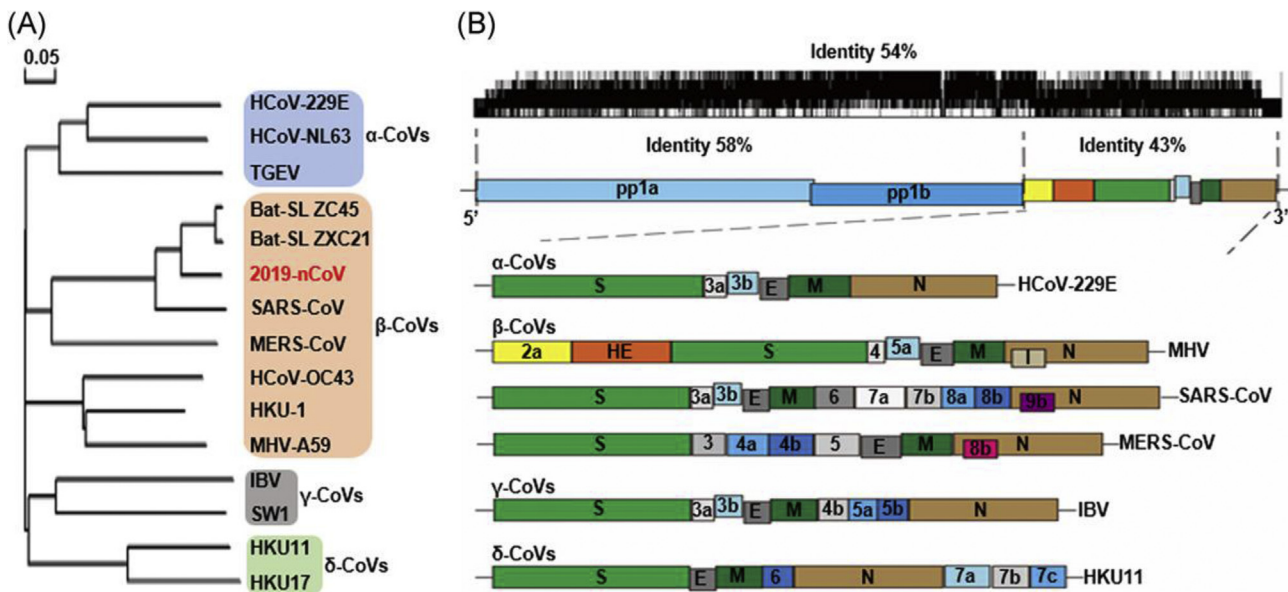 (A)
0.05
HCoV-229E
HCoV-NL63
α-CoVs
TGEV
Bat-SL ZC45
Bat-SL ZXC21
2019-nCoV
SARS-CoV
β-CoVs
MERS-CoV
HCoV-OC43
HKU-1
MHV-A59
IBV
γ-CoVs
SW1
HKU11
δ-CoVs
HKU17
(B)
Identity 54%
Identity 58% Identity 43%
pp1a pp1b
5' 3'
α-CoVs
S 3a 3b E M N HCoV-229E
β-CoVs
2a HE S 4 5a E M I N MHV
S 3a 3b E M 6 7a 7b 8a 8b 9b N SARS-CoV
S 3 4a 4b 5 E M 8b N MERS-CoV
γ-CoVs
S 3a 3b E M 4b 5a 5b N IBV
δ-CoVs
S E M 6 N 7a 7b 7c HKU11